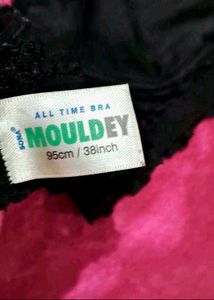 ALL TIME BRA
SONA®
MOULDEY
95cm / 38inch